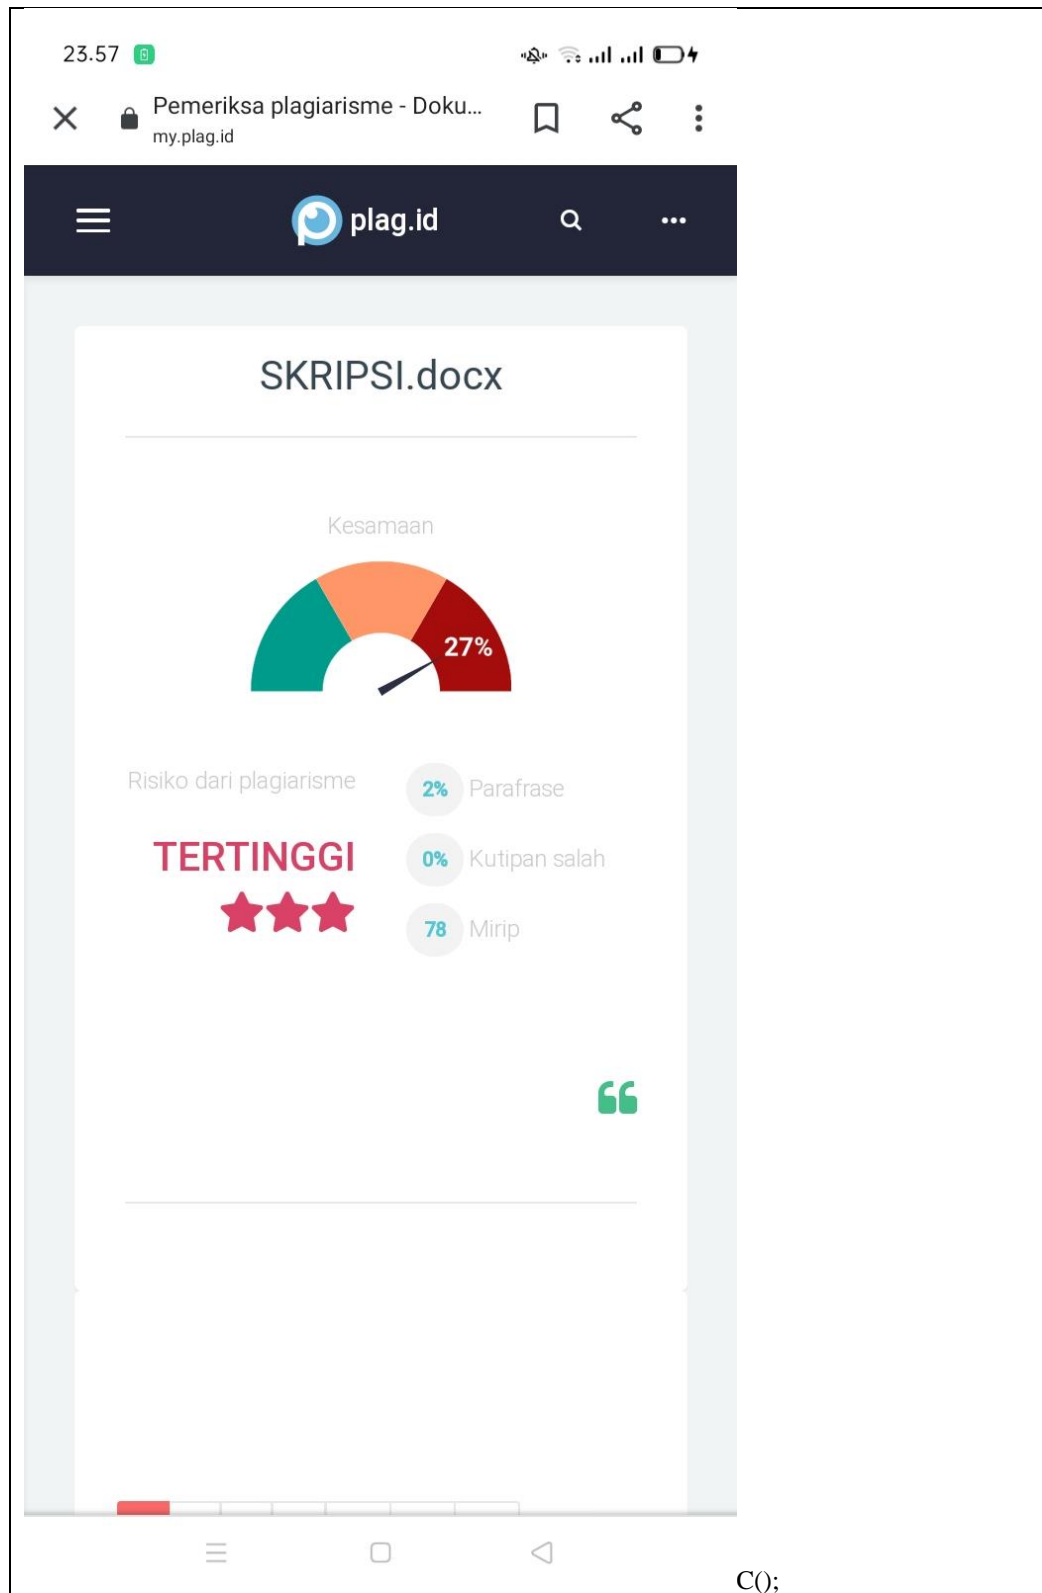 23.57
Pemeriksa plagiarisme - Doku...
my.plag.id
plag.id
SKRIPSI.docx
Kesamaan
27%
Risiko dari plagiarisme
TERTINGGI
2% Parafrase
0% Kutipan salah
78 Mirip
C();